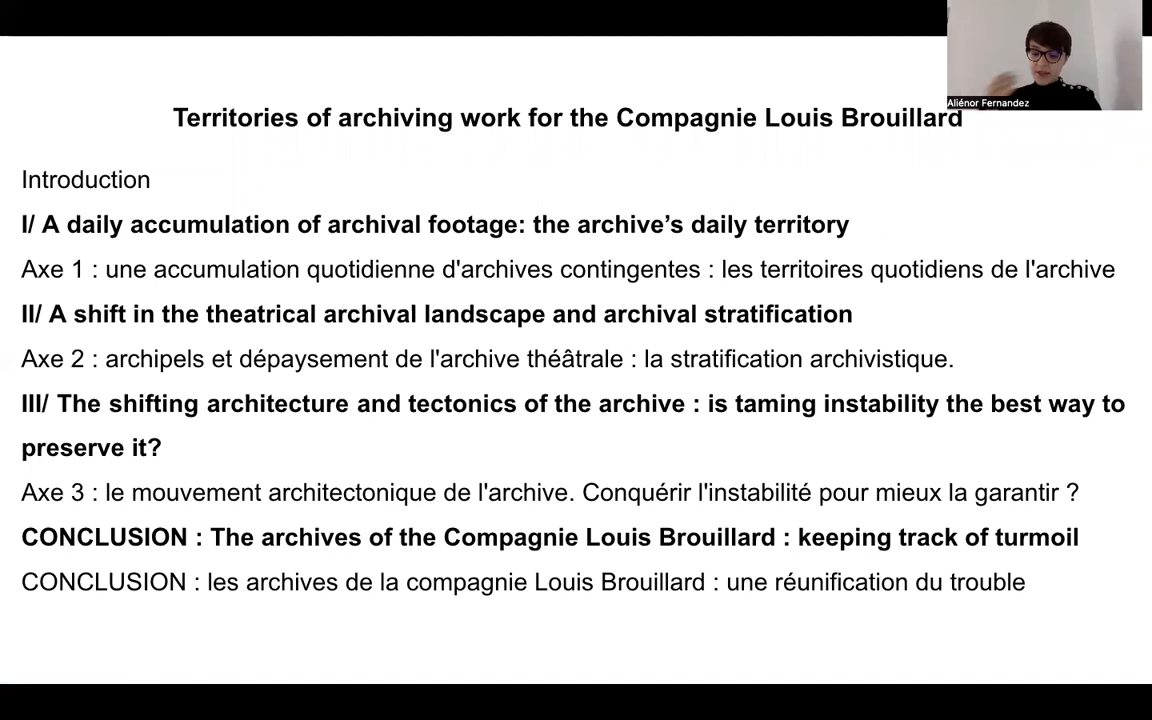 Aliénor Fernandez
Territories of archiving work for the Compagnie Louis Brouillard
Introduction
I/ A daily accumulation of archival footage: the archive’s daily territory
Axe 1 : une accumulation quotidienne d'archives contingentes : les territoires quotidiens de l'archive
II/ A shift in the theatrical archival landscape and archival stratification
Axe 2 : archipels et dépaysement de l'archive théâtrale : la stratification archivistique.
III/ The shifting architecture and tectonics of the archive : is taming instability the best way to
preserve it?
Axe 3 : le mouvement architectonique de l'archive. Conquérir l'instabilité pour mieux la garantir ?
CONCLUSION : The archives of the Compagnie Louis Brouillard : keeping track of turmoil
CONCLUSION : les archives de la compagnie Louis Brouillard : une réunification du trouble